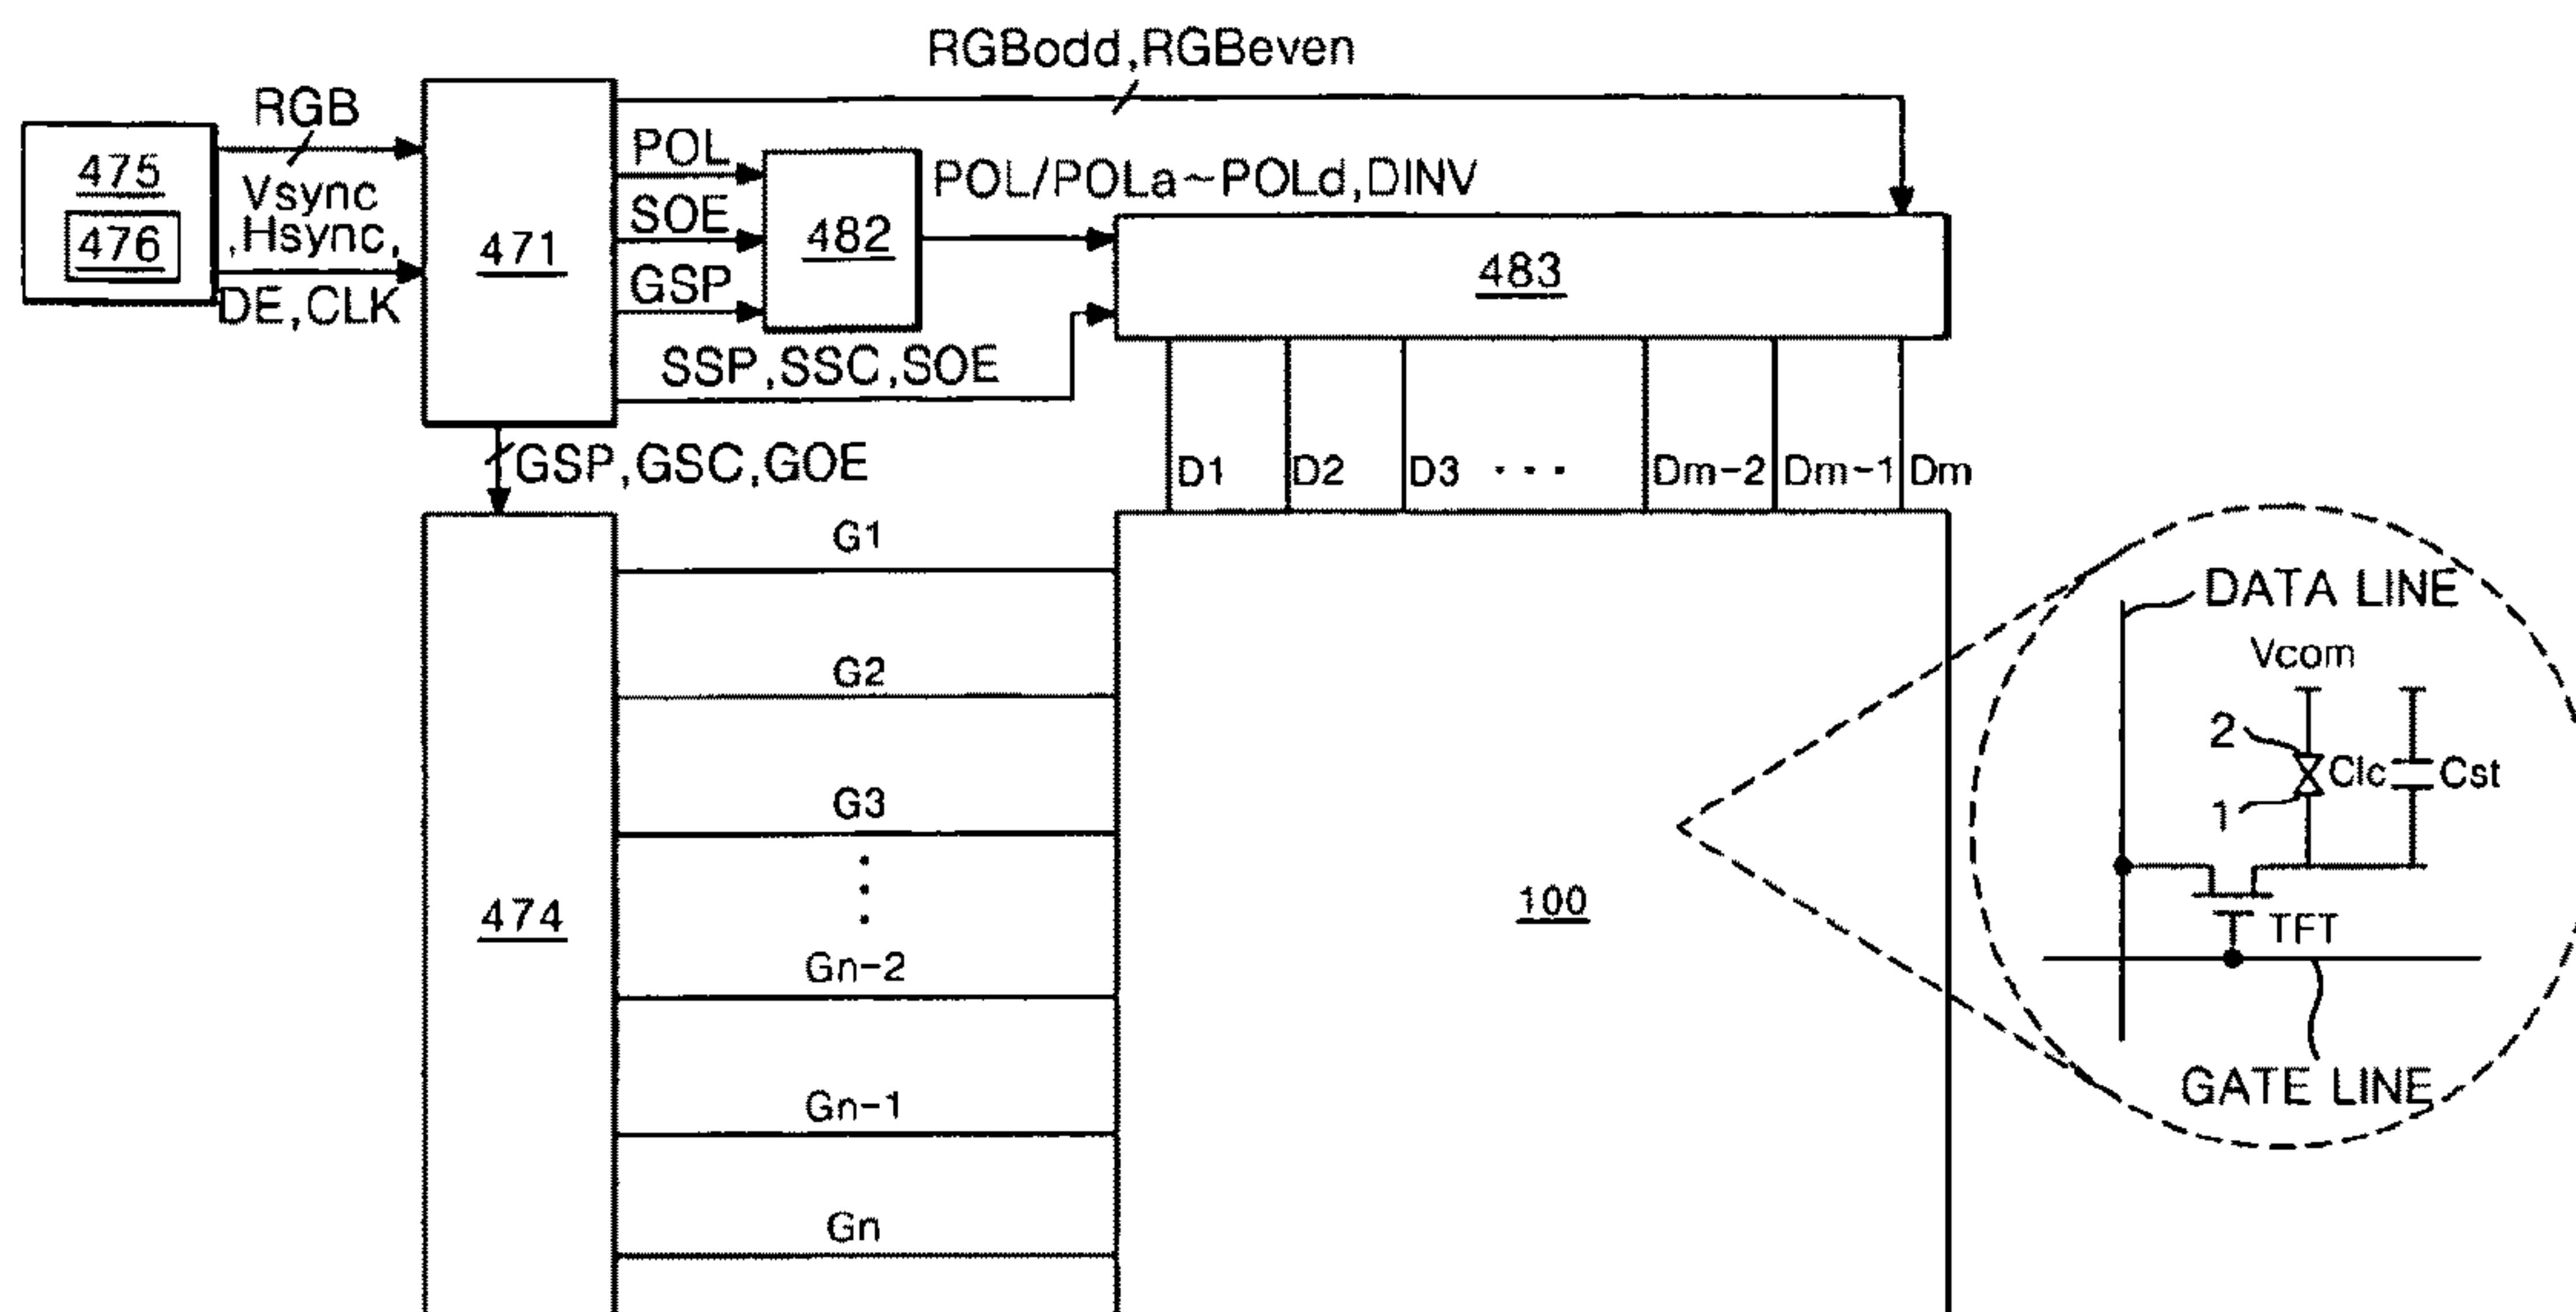 RGBodd,RGBeven
RGB
475
476
Vsync
,Hsync,
DE,CLK
471
POL
SOE
GSP
482
POL/POLa~POLd,DINV
483
SSP,SSC,SOE
GSP,GSC,GOE
D1
D2
D3
...
Dm-2
Dm-1
Dm
474
G1
G2
G3
Gn-2
Gn-1
Gn
100
DATA LINE
Vcom
2
Clc
Cst
1
TFT
GATE LINE